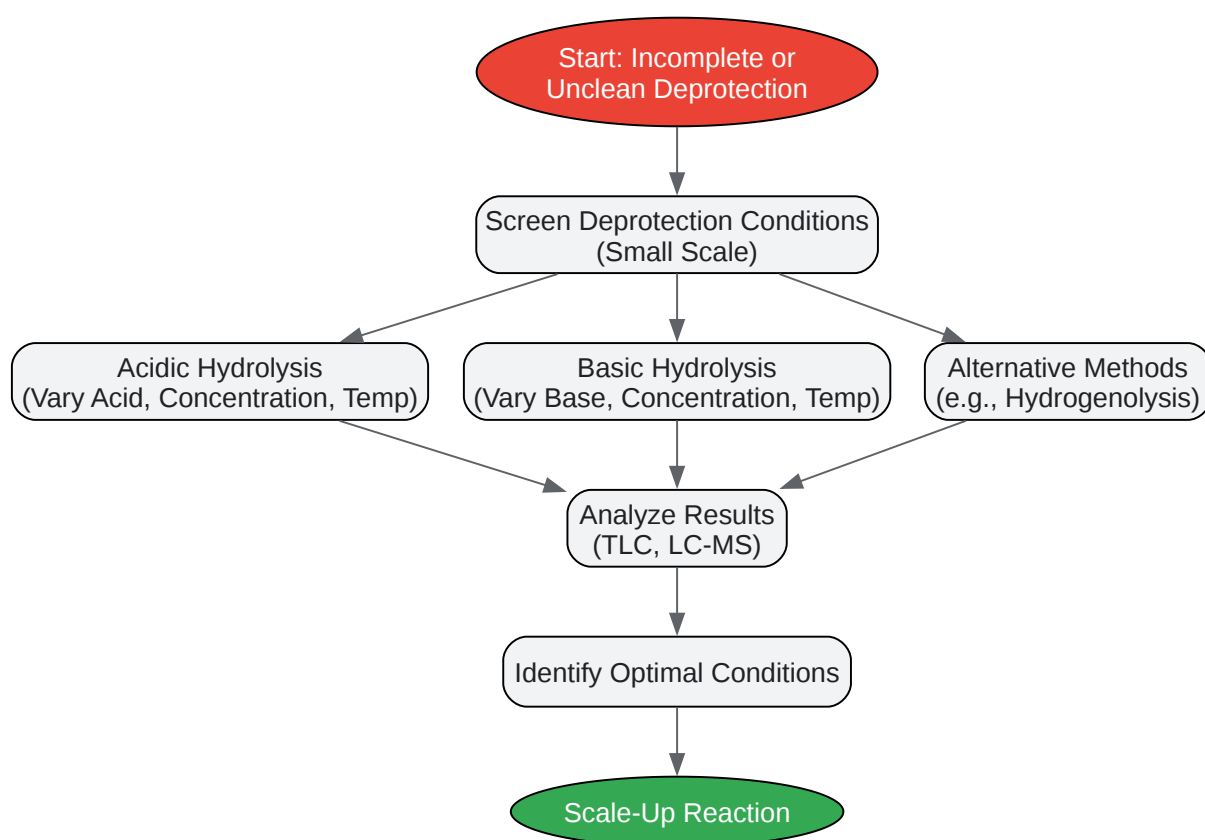 Start: Incomplete or
Unclean Deprotection
Screen Deprotection Conditions
(Small Scale)
Acidic Hydrolysis
(Vary Acid, Concentration, Temp)
Basic Hydrolysis
(Vary Base, Concentration, Temp)
Alternative Methods
(e.g., Hydrogenolysis)
Analyze Results
(TLC, LC-MS)
Identify Optimal Conditions
Scale-Up Reaction